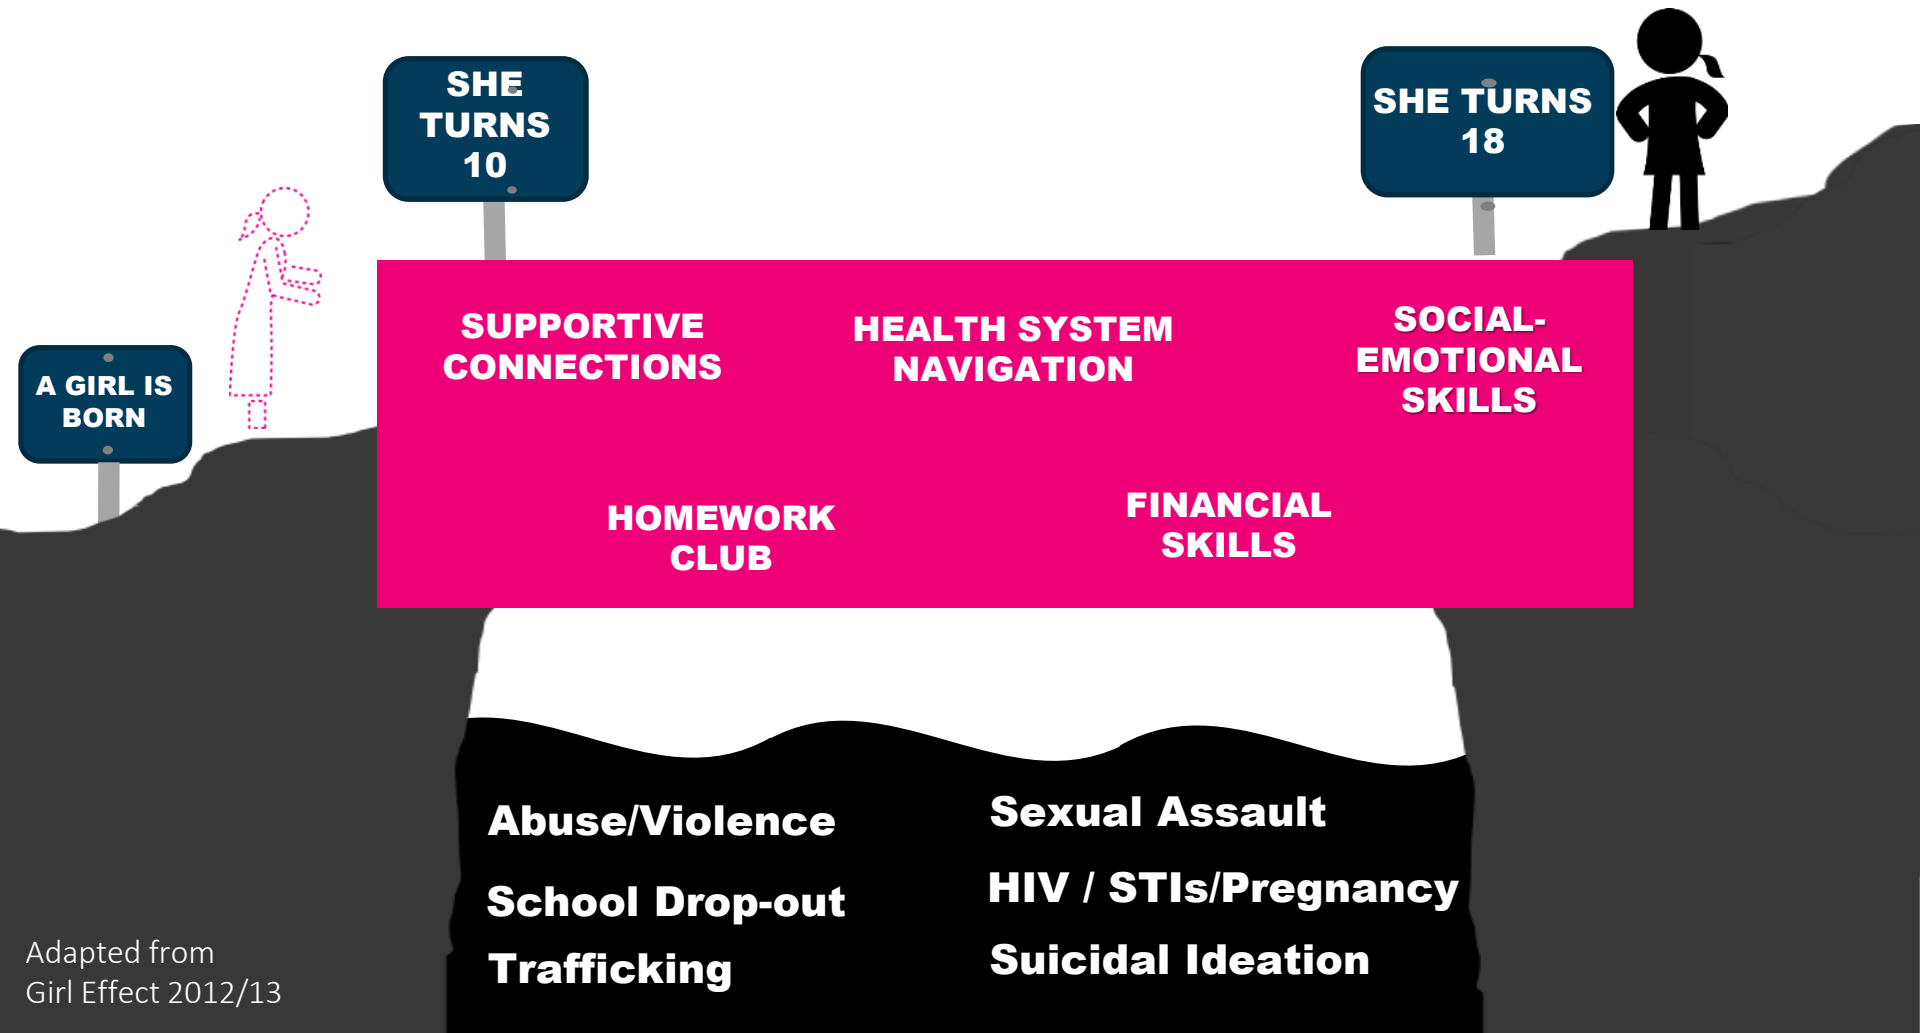 SHE
TURNS
10
SHE TURNS
18
A GIRL IS
BORN
SUPPORTIVE
CONNECTIONS
HEALTH SYSTEM
NAVIGATION
SOCIAL-
EMOTIONAL
SKILLS
HOMEWORK
CLUB
FINANCIAL
SKILLS
Abuse/Violence
Sexual Assault
School Drop-out
HIV / STIs/Pregnancy
Trafficking
Suicidal Ideation
Adapted from
Girl Effect 2012/13